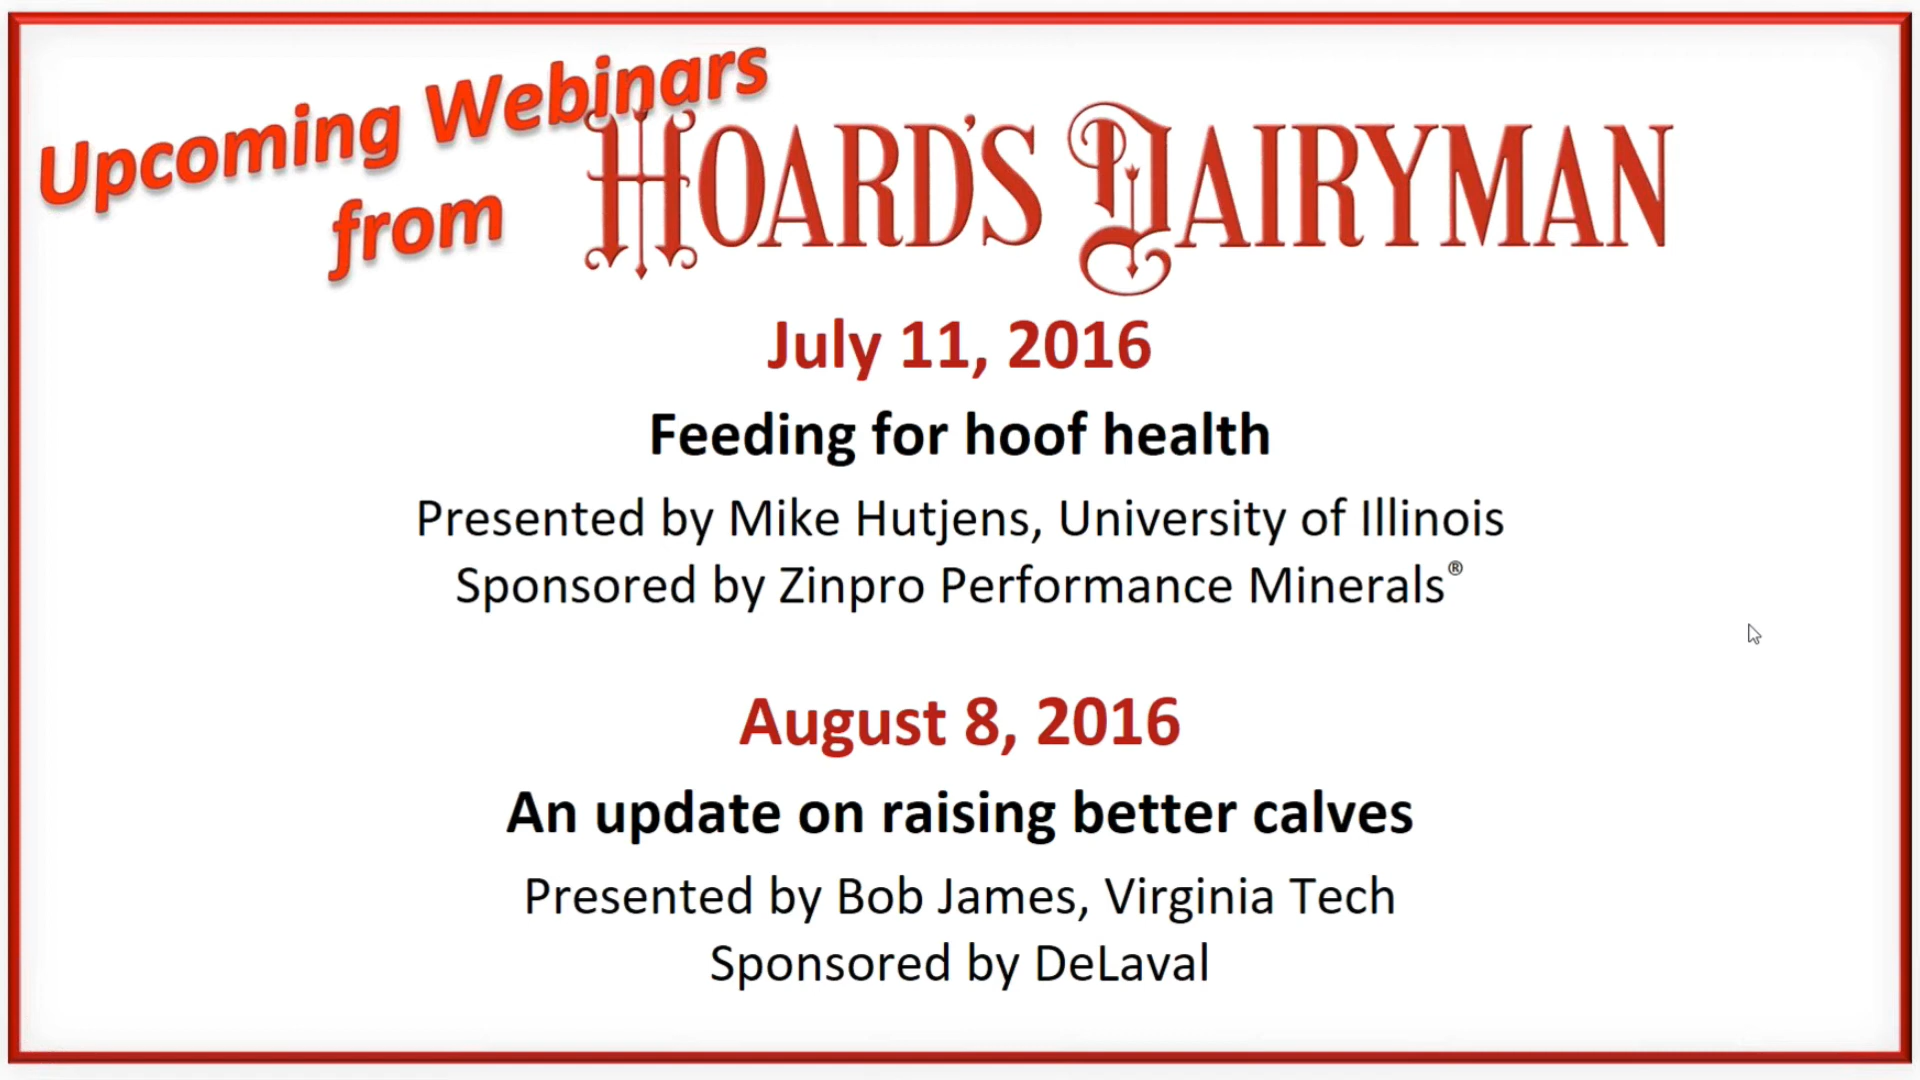 Upcoming Webinars
from
HOARD'S DAIRYMAN
July 11, 2016
Feeding for hoof health
Presented by Mike Hutjens, University of Illinois
Sponsored by Zinpro Performance Minerals®
August 8, 2016
An update on raising better calves
Presented by Bob James, Virginia Tech
Sponsored by DeLaval